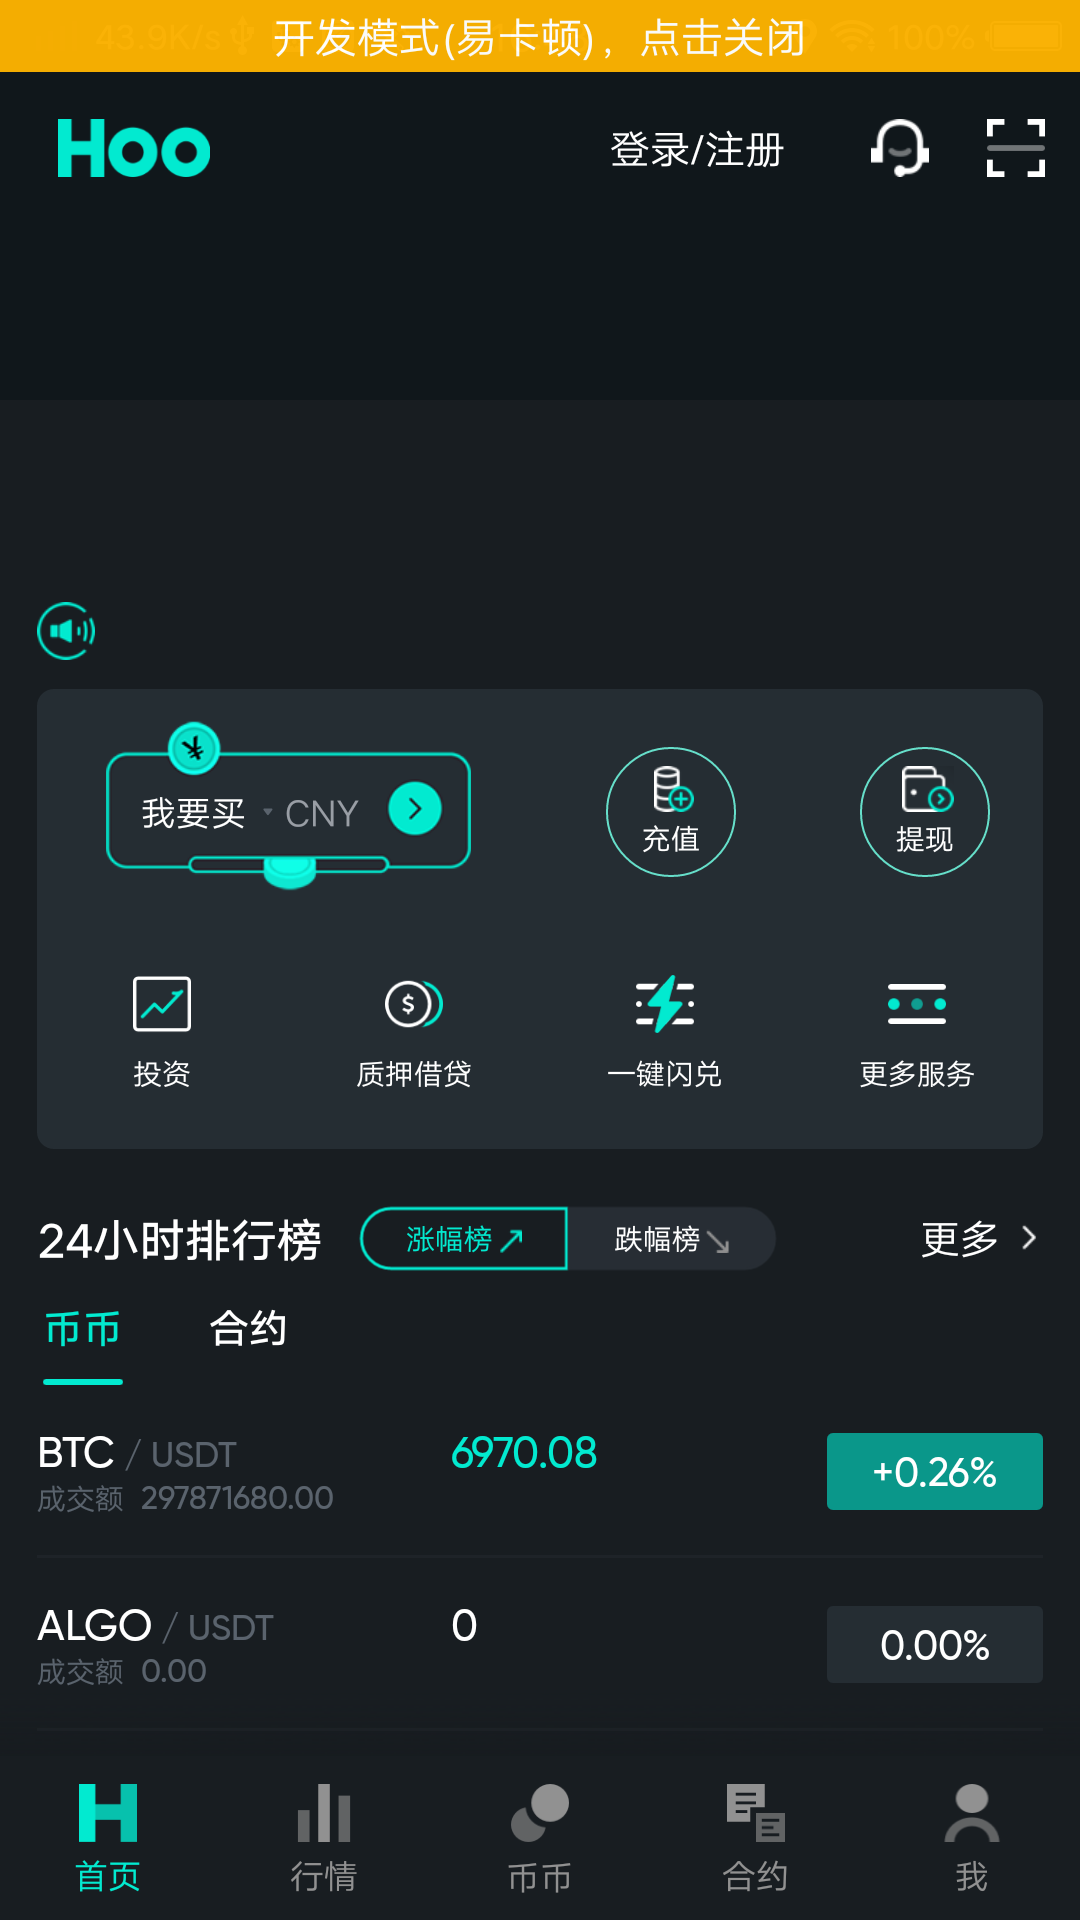 43.9K/s 开发模式(易卡顿)，点击关闭 100%
Hoo 登录/注册
我要买 CNY
充值
提现
投资 质押借贷 一键闪兑 更多服务
24小时排行榜 涨幅榜 跌幅榜 更多
币币 合约
BTC / USDT 6970.08 +0.26%
成交额 297871680.00
ALGO / USDT 0 0.00%
成交额 0.00
首页 行情 币币 合约 我